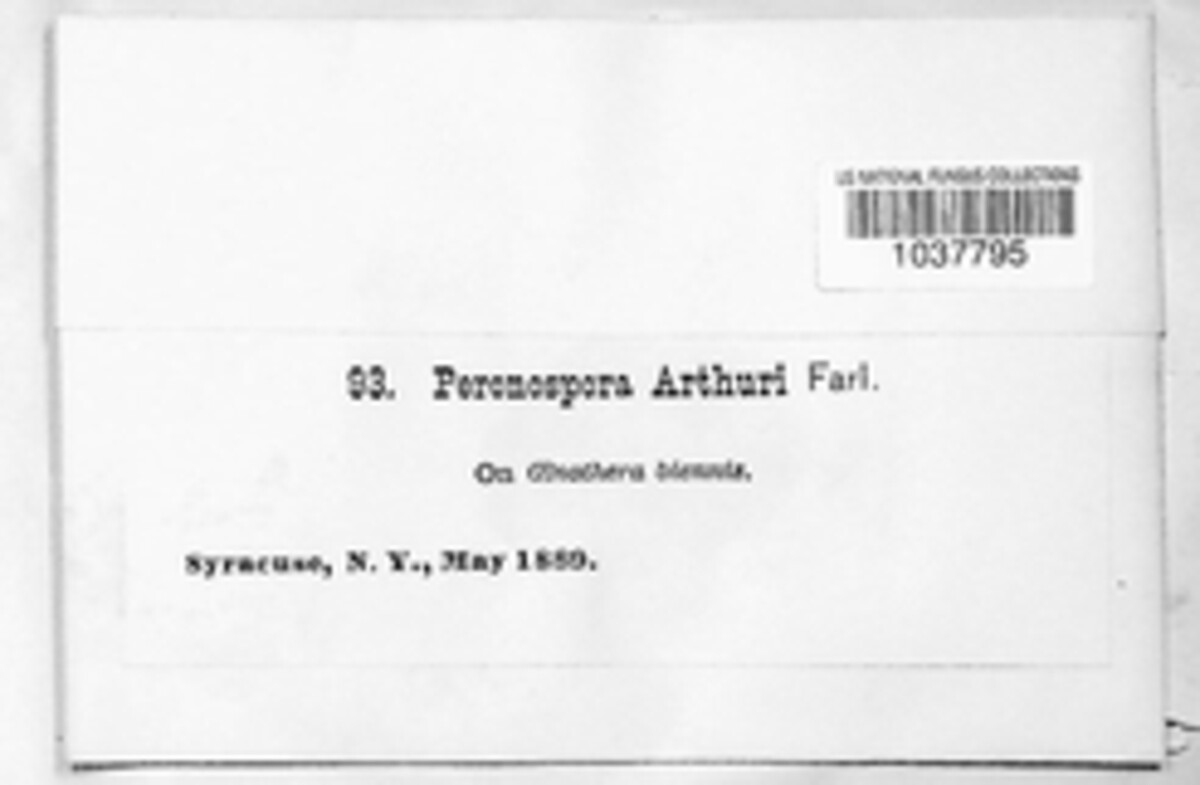 US NATIONAL FUNGUS COLLECTIONS
1037795
93. Peronospora Arthuri Farl.
On Œnothera biennis.
Syracuse, N. Y., May 1889.